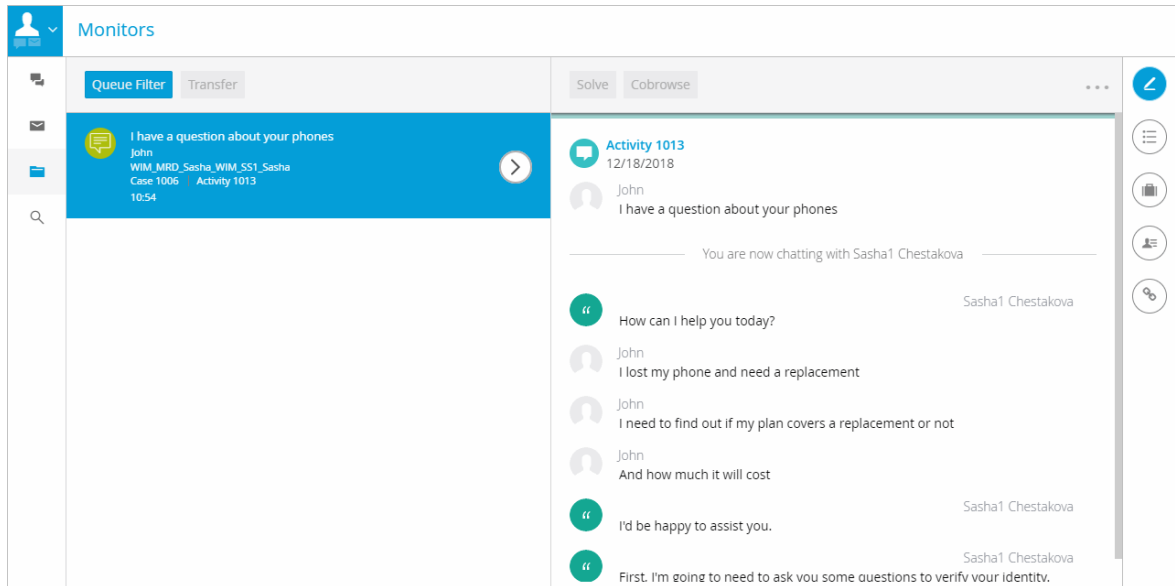 Monitors
Queue Filter
Transfer
Solve
Cobrowse
I have a question about your phones
John
WIM_MRD_Sasha_WIM_SS1_Sasha
Case 1006 | Activity 1013
10:54
Activity 1013
12/18/2018
John
I have a question about your phones
You are now chatting with Sasha1 Chestakova
Sasha1 Chestakova
How can I help you today?
John
I lost my phone and need a replacement
John
I need to find out if my plan covers a replacement or not
John
And how much it will cost
Sasha1 Chestakova
I'd be happy to assist you.
Sasha1 Chestakova
First, I'm going to need to ask you some questions to verify your identity.